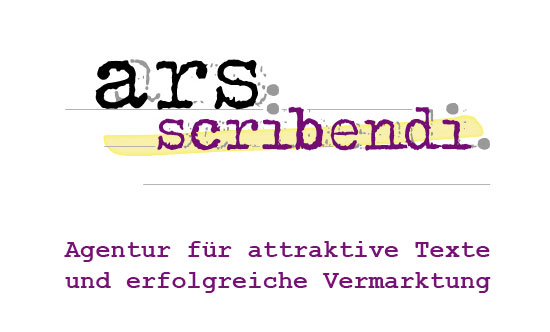 ars
scribendi.
Agentur für attraktive Texte
und erfolgreiche Vermarktung